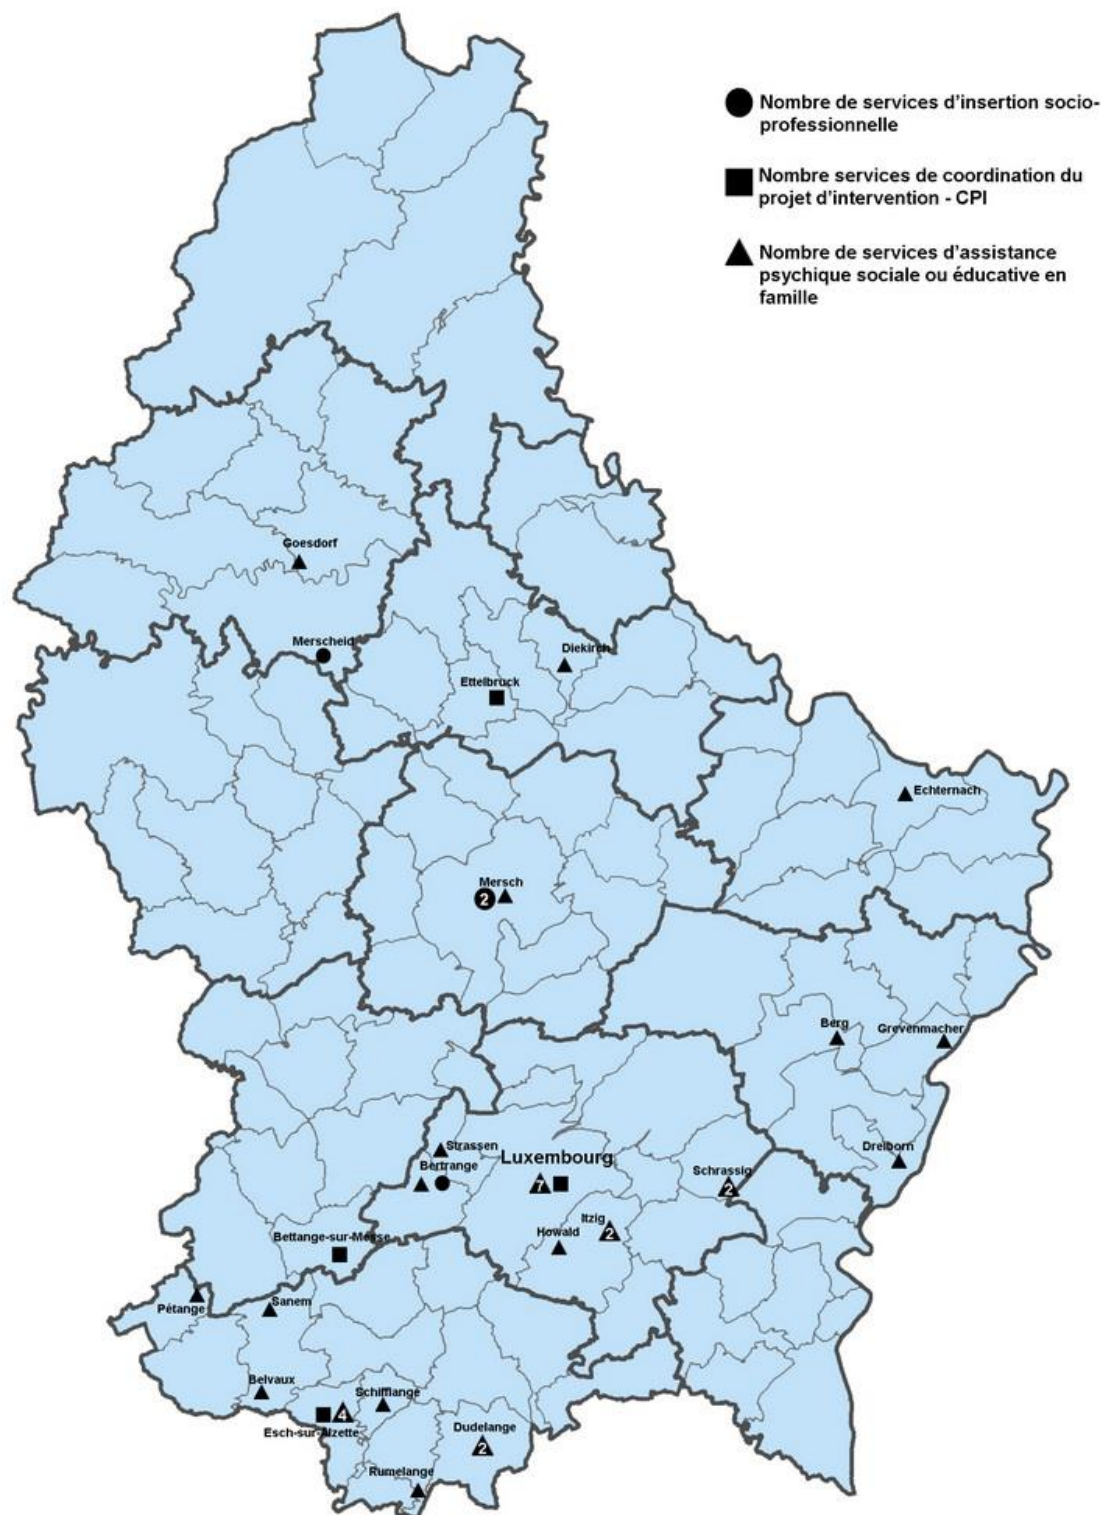 Nombre de services d'insertion socio-
professionnelle
Nombre services de coordination du
projet d'intervention - CPI
Nombre de services d'assistance
psychique sociale ou éducative en
famille
Goesdorf
Merscheid
Diekirch
Ettelbruck
Echternach
Mersch
2
Berg
Grevenmacher
Dreiborn
Strassen
Bertrange
Luxembourg
7
Schrassig
2
Itzig
2
Howald
Bettange-sur-Messe
Pétange
Sanem
Belvaux
Schifflange
4
Esch-sur-Alzette
Dudelange
2
Rumelange